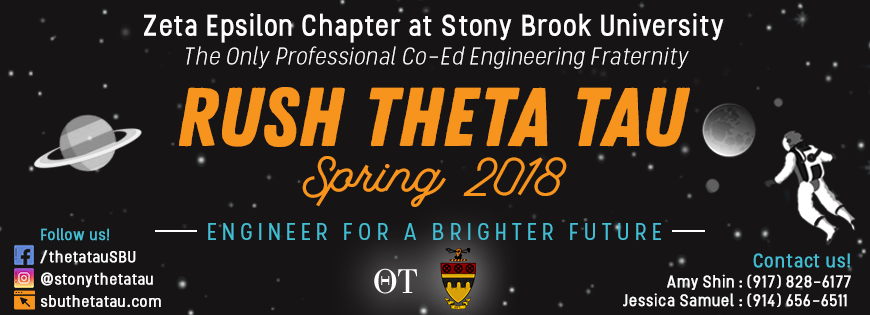 Zeta Epsilon Chapter at Stony Brook University
The Only Professional Co-Ed Engineering Fraternity
RUSH THETA TAU
Spring 2018
ENGINEER FOR A BRIGHTER FUTURE
Follow us!
/thetatauSBU
@stonythetatau
sbuthetatau.com
ΘΤ
Contact us!
Amy Shin : (917) 828-6177
Jessica Samuel : (914) 656-6511